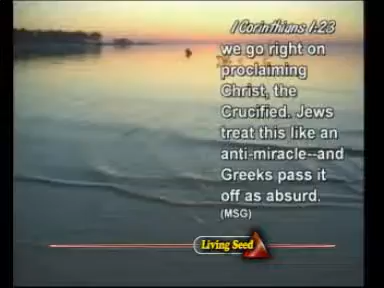 1 Corinthians 1:23
we go right on
proclaiming
Christ, the
Crucified. Jews
treat this like an
anti-miracle--and
Greeks pass it
off as absurd.
(MSG)
Living Seed